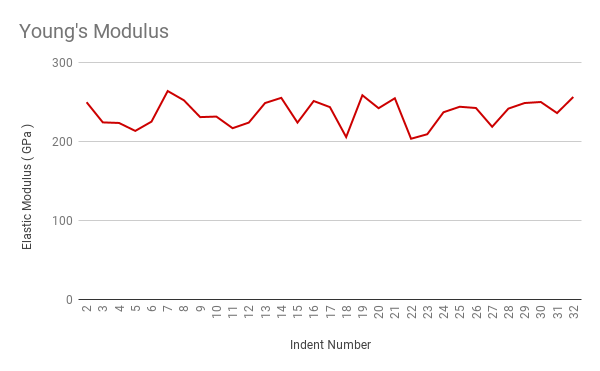 Young's Modulus
300
200
100
0
Elastic Modulus ( GPa )
2 3 4 5 6 7 8 9 10 11 12 13 14 15 16 17 18 19 20 21 22 23 24 25 26 27 28 29 30 31 32
Indent Number